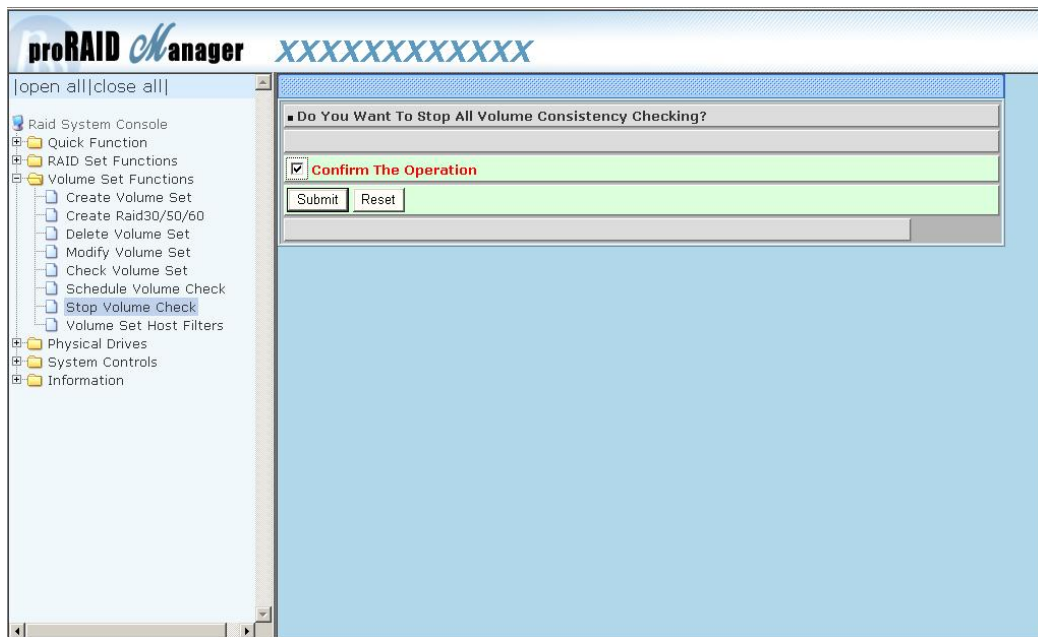 proRAID Manager XXXXXXXXXXXX
|open all|close all|
Raid System Console
Quick Function
RAID Set Functions
Volume Set Functions
Create Volume Set
Create Raid30/50/60
Delete Volume Set
Modify Volume Set
Check Volume Set
Schedule Volume Check
Stop Volume Check
Volume Set Host Filters
Physical Drives
System Controls
Information
Do You Want To Stop All Volume Consistency Checking?
Confirm The Operation
Submit Reset